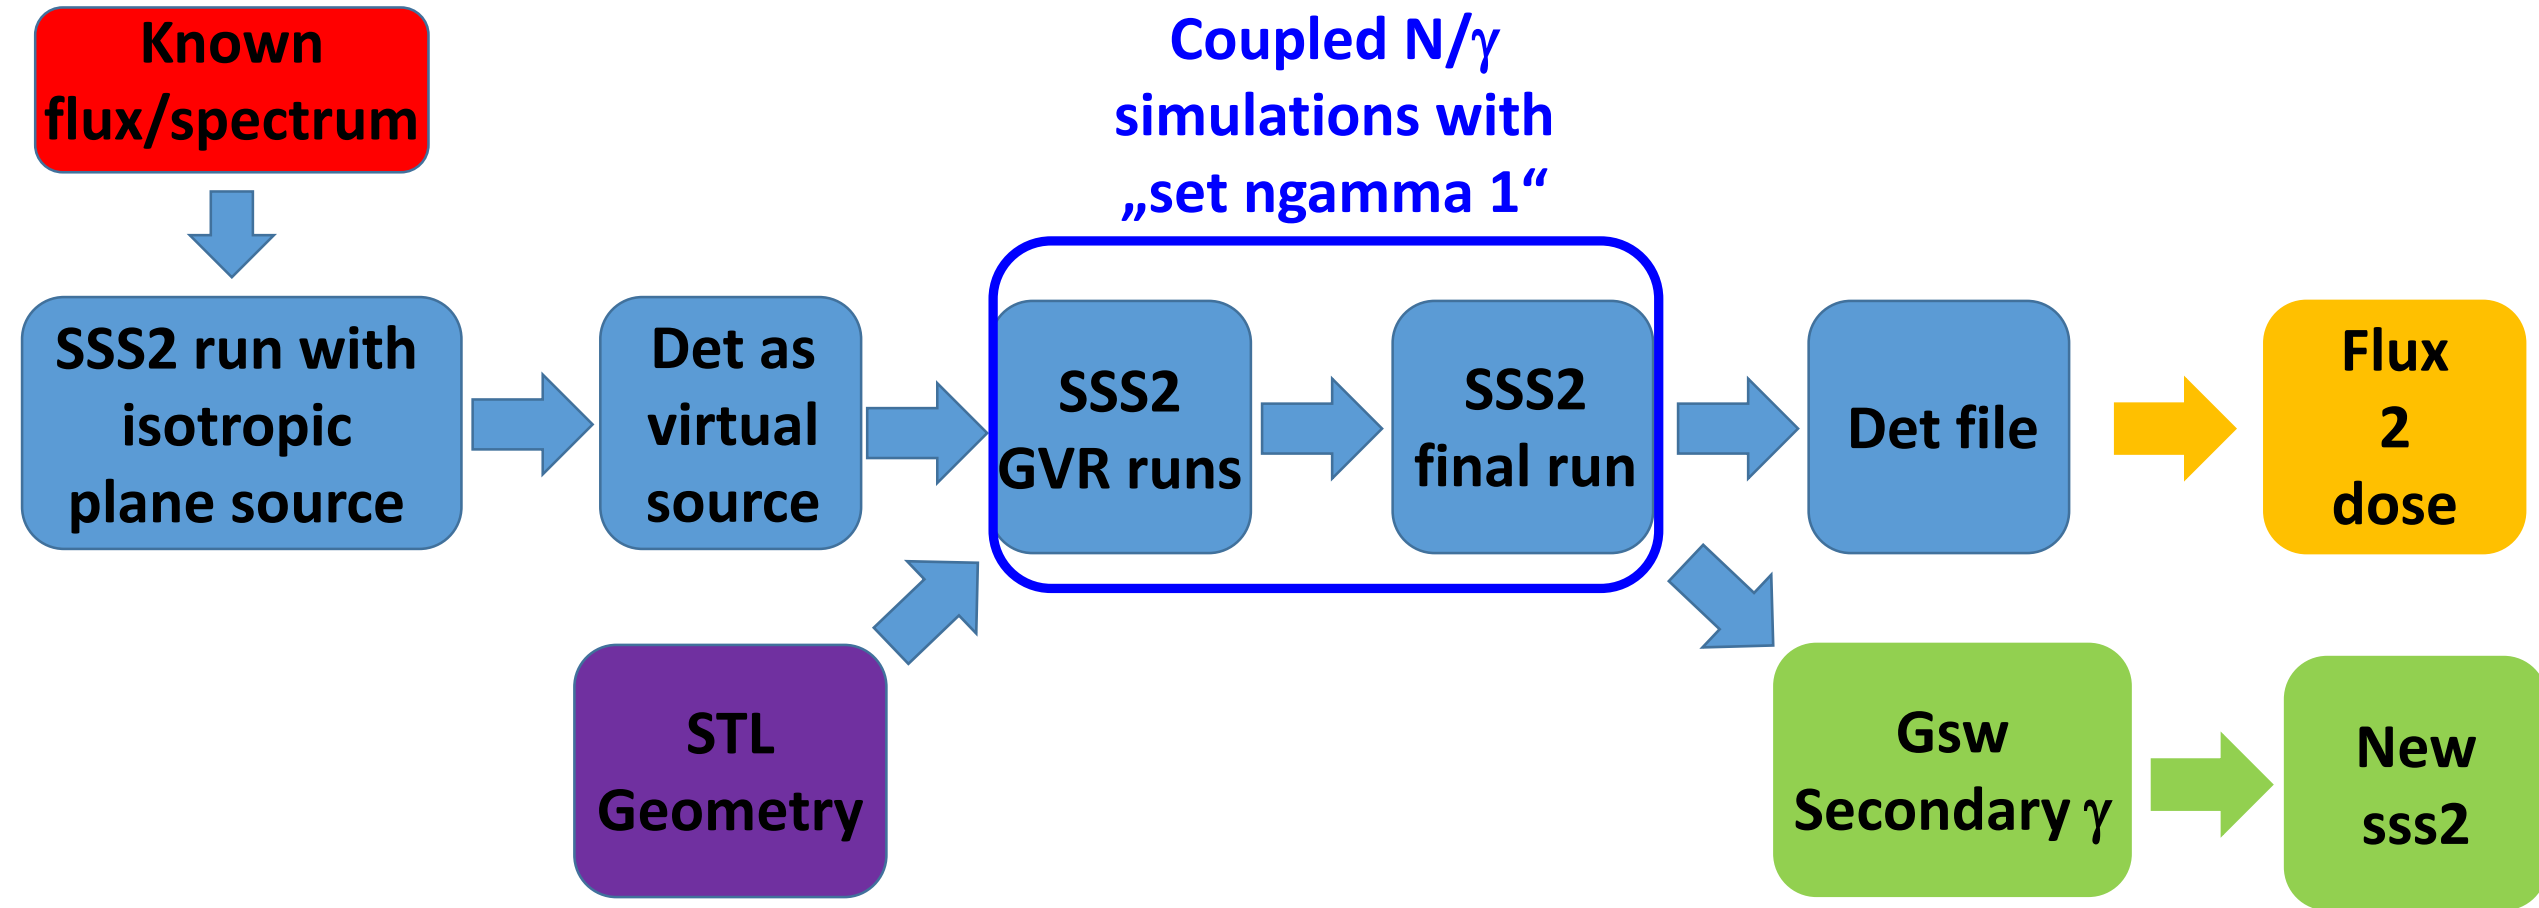 Known
flux/spectrum
Coupled N/γ
simulations with
„set ngamma 1“
SSS2 run with
isotropic
plane source
Det as
virtual
source
SSS2
GVR runs
SSS2
final run
Det file
Flux
2
dose
STL
Geometry
Gsw
Secondary γ
New
sss2